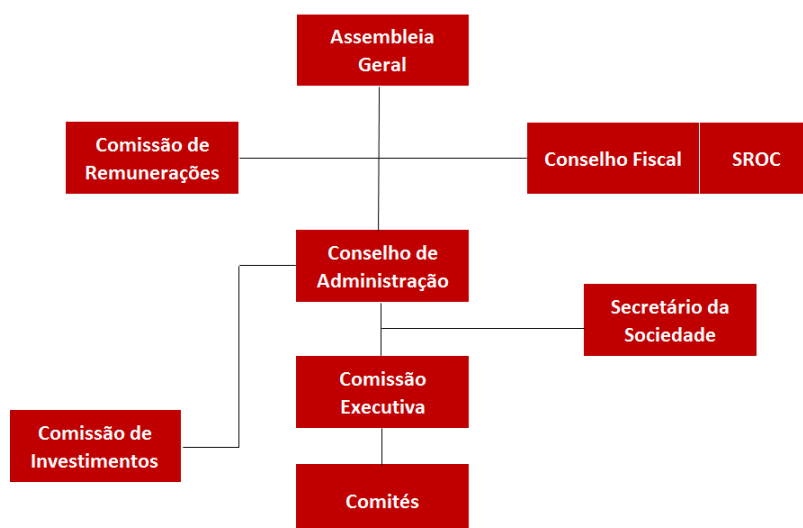 Assembleia
Geral
Comissão de
Remunerações
Conselho Fiscal
SROC
Conselho de
Administração
Secretário da
Sociedade
Comissão
Executiva
Comissão de
Investimentos
Comités